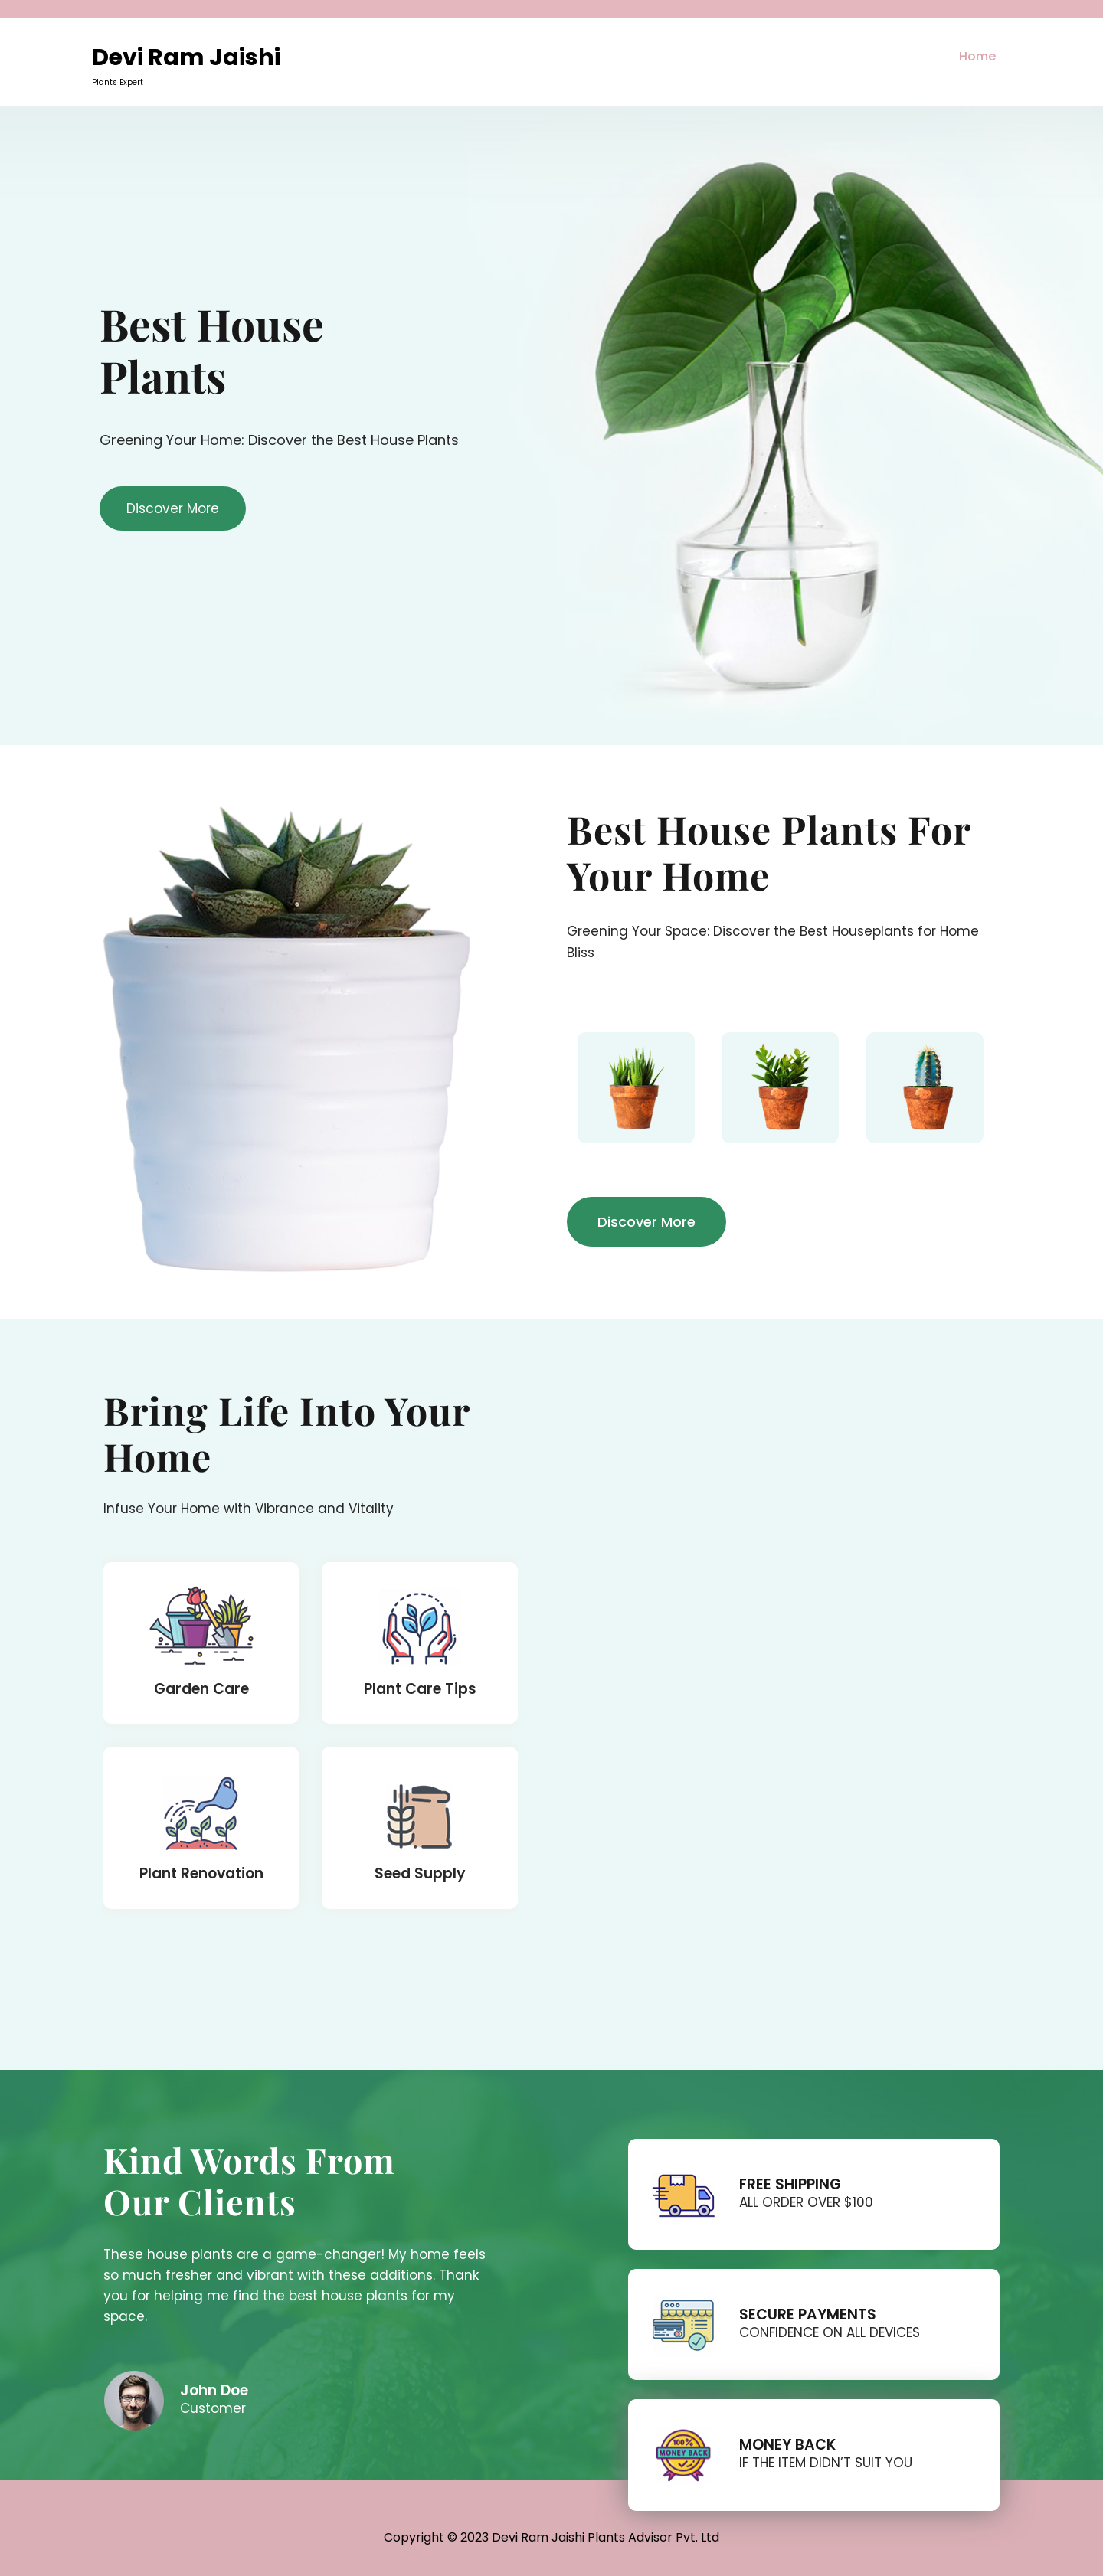 Devi Ram Jaishi
Plants Expert
Home
Best House
Plants
Greening Your Home: Discover the Best House Plants
Discover More
Best House Plants For
Your Home
Greening Your Space: Discover the Best Houseplants for Home
Bliss
Discover More
Bring Life Into Your
Home
Infuse Your Home with Vibrance and Vitality
Garden Care
Plant Care Tips
Plant Renovation
Seed Supply
Kind Words From
Our Clients
These house plants are a game-changer! My home feels
so much fresher and vibrant with these additions. Thank
you for helping me find the best house plants for my
space.
John Doe
Customer
FREE SHIPPING
ALL ORDER OVER $100
SECURE PAYMENTS
CONFIDENCE ON ALL DEVICES
100%
MONEY BACK
MONEY BACK
IF THE ITEM DIDN’T SUIT YOU
Copyright © 2023 Devi Ram Jaishi Plants Advisor Pvt. Ltd